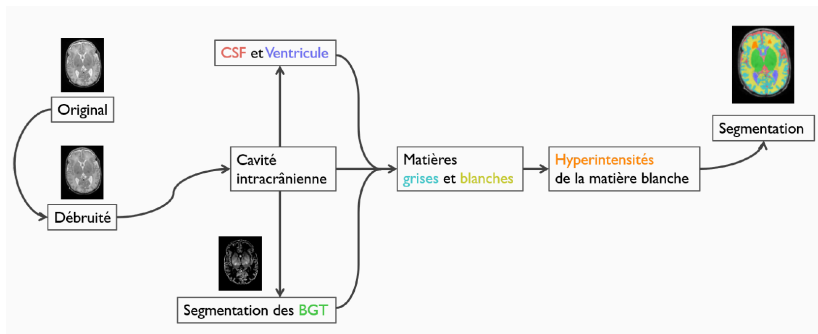 CSF et Ventricule
Original
Segmentation
Cavité
intracrânienne
Matières
grises et blanches
Hyperintensités
de la matière blanche
Débruité
Segmentation des BGT